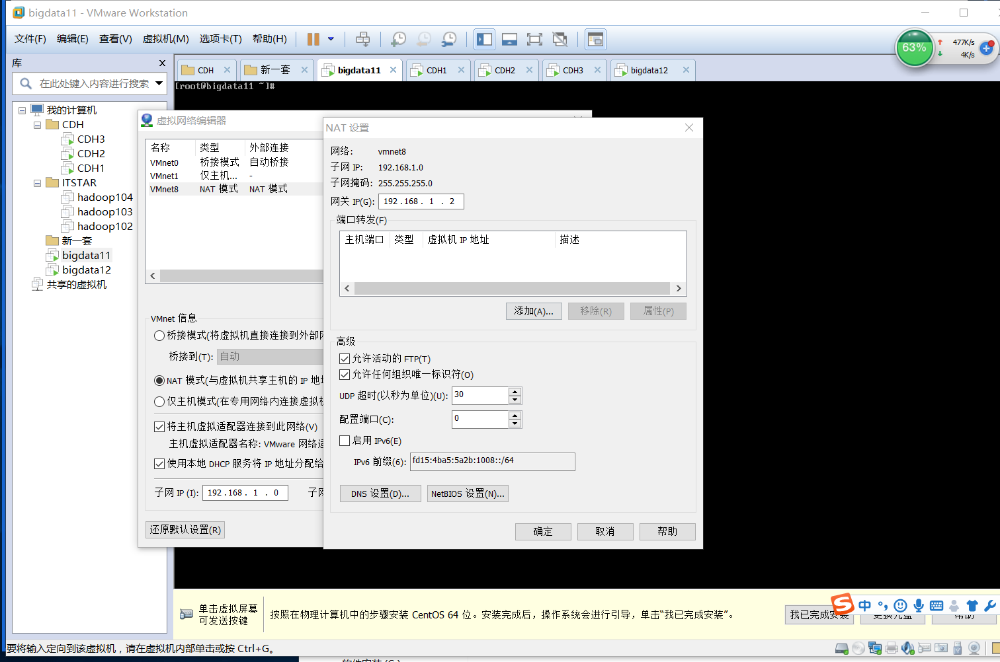 bigdata11 - VMware Workstation
文件(F) 编辑(E) 查看(V) 虚拟机(M) 选项卡(T) 帮助(H)
63%
477K/s
4K/s
库
在此处键入内容进行搜索
我的计算机
CDH
CDH3
CDH2
CDH1
ITSTAR
hadoop104
hadoop103
hadoop102
新一套
bigdata11
bigdata12
共享的虚拟机
CDH 新一套 bigdata11 CDH1 CDH2 CDH3 bigdata12
[root@bigdata11 ~]#
虚拟网络编辑器
名称 类型 外部连接
VMnet0 桥接模式 自动桥接
VMnet1 仅主机... -
VMnet8 NAT 模式 NAT 模式
VMnet 信息
桥接模式(将虚拟机直接连接到外部
桥接到(T): 自动
NAT 模式(与虚拟机共享主机的 IP 地
仅主机模式(在专用网络内连接虚拟
将主机虚拟适配器连接到此网络(V)
主机虚拟适配器名称: VMware 网络
使用本地 DHCP 服务将 IP 地址分配给
子网 IP (I): 192.168. 1 . 0 子
还原默认设置(R)
NAT 设置
网络: vmnet8
子网 IP: 192.168.1.0
子网掩码: 255.255.255.0
网关 IP(G): 192.168. 1 . 2
端口转发(F)
主机端口 类型 虚拟机 IP 地址 描述
添加(A)... 移除(R) 属性(P)
高级
允许活动的 FTP(T)
允许任何组织唯一标识符(O)
UDP 超时(以秒为单位)(U): 30
配置端口(C): 0
启用 IPv6(E)
IPv6 前缀(6): fd15:4ba5:5a2b:1008::/64
DNS 设置(D)... NetBIOS 设置(N)...
确定 取消 帮助
单击虚拟屏幕
可发送按键
按照在物理计算机中的步骤安装 CentOS 64 位。安装完成后，操作系统会进行引导，单击“我已完成安装”。
我已完成安装 更换光盘 帮助
中
要将输入定向到该虚拟机，请在虚拟机内部单击或按 Ctrl+G。